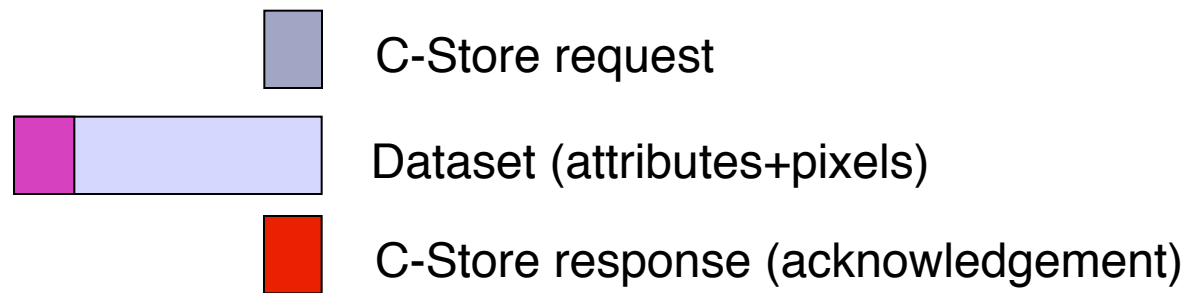 C-Store request
Dataset (attributes+pixels)
C-Store response (acknowledgement)